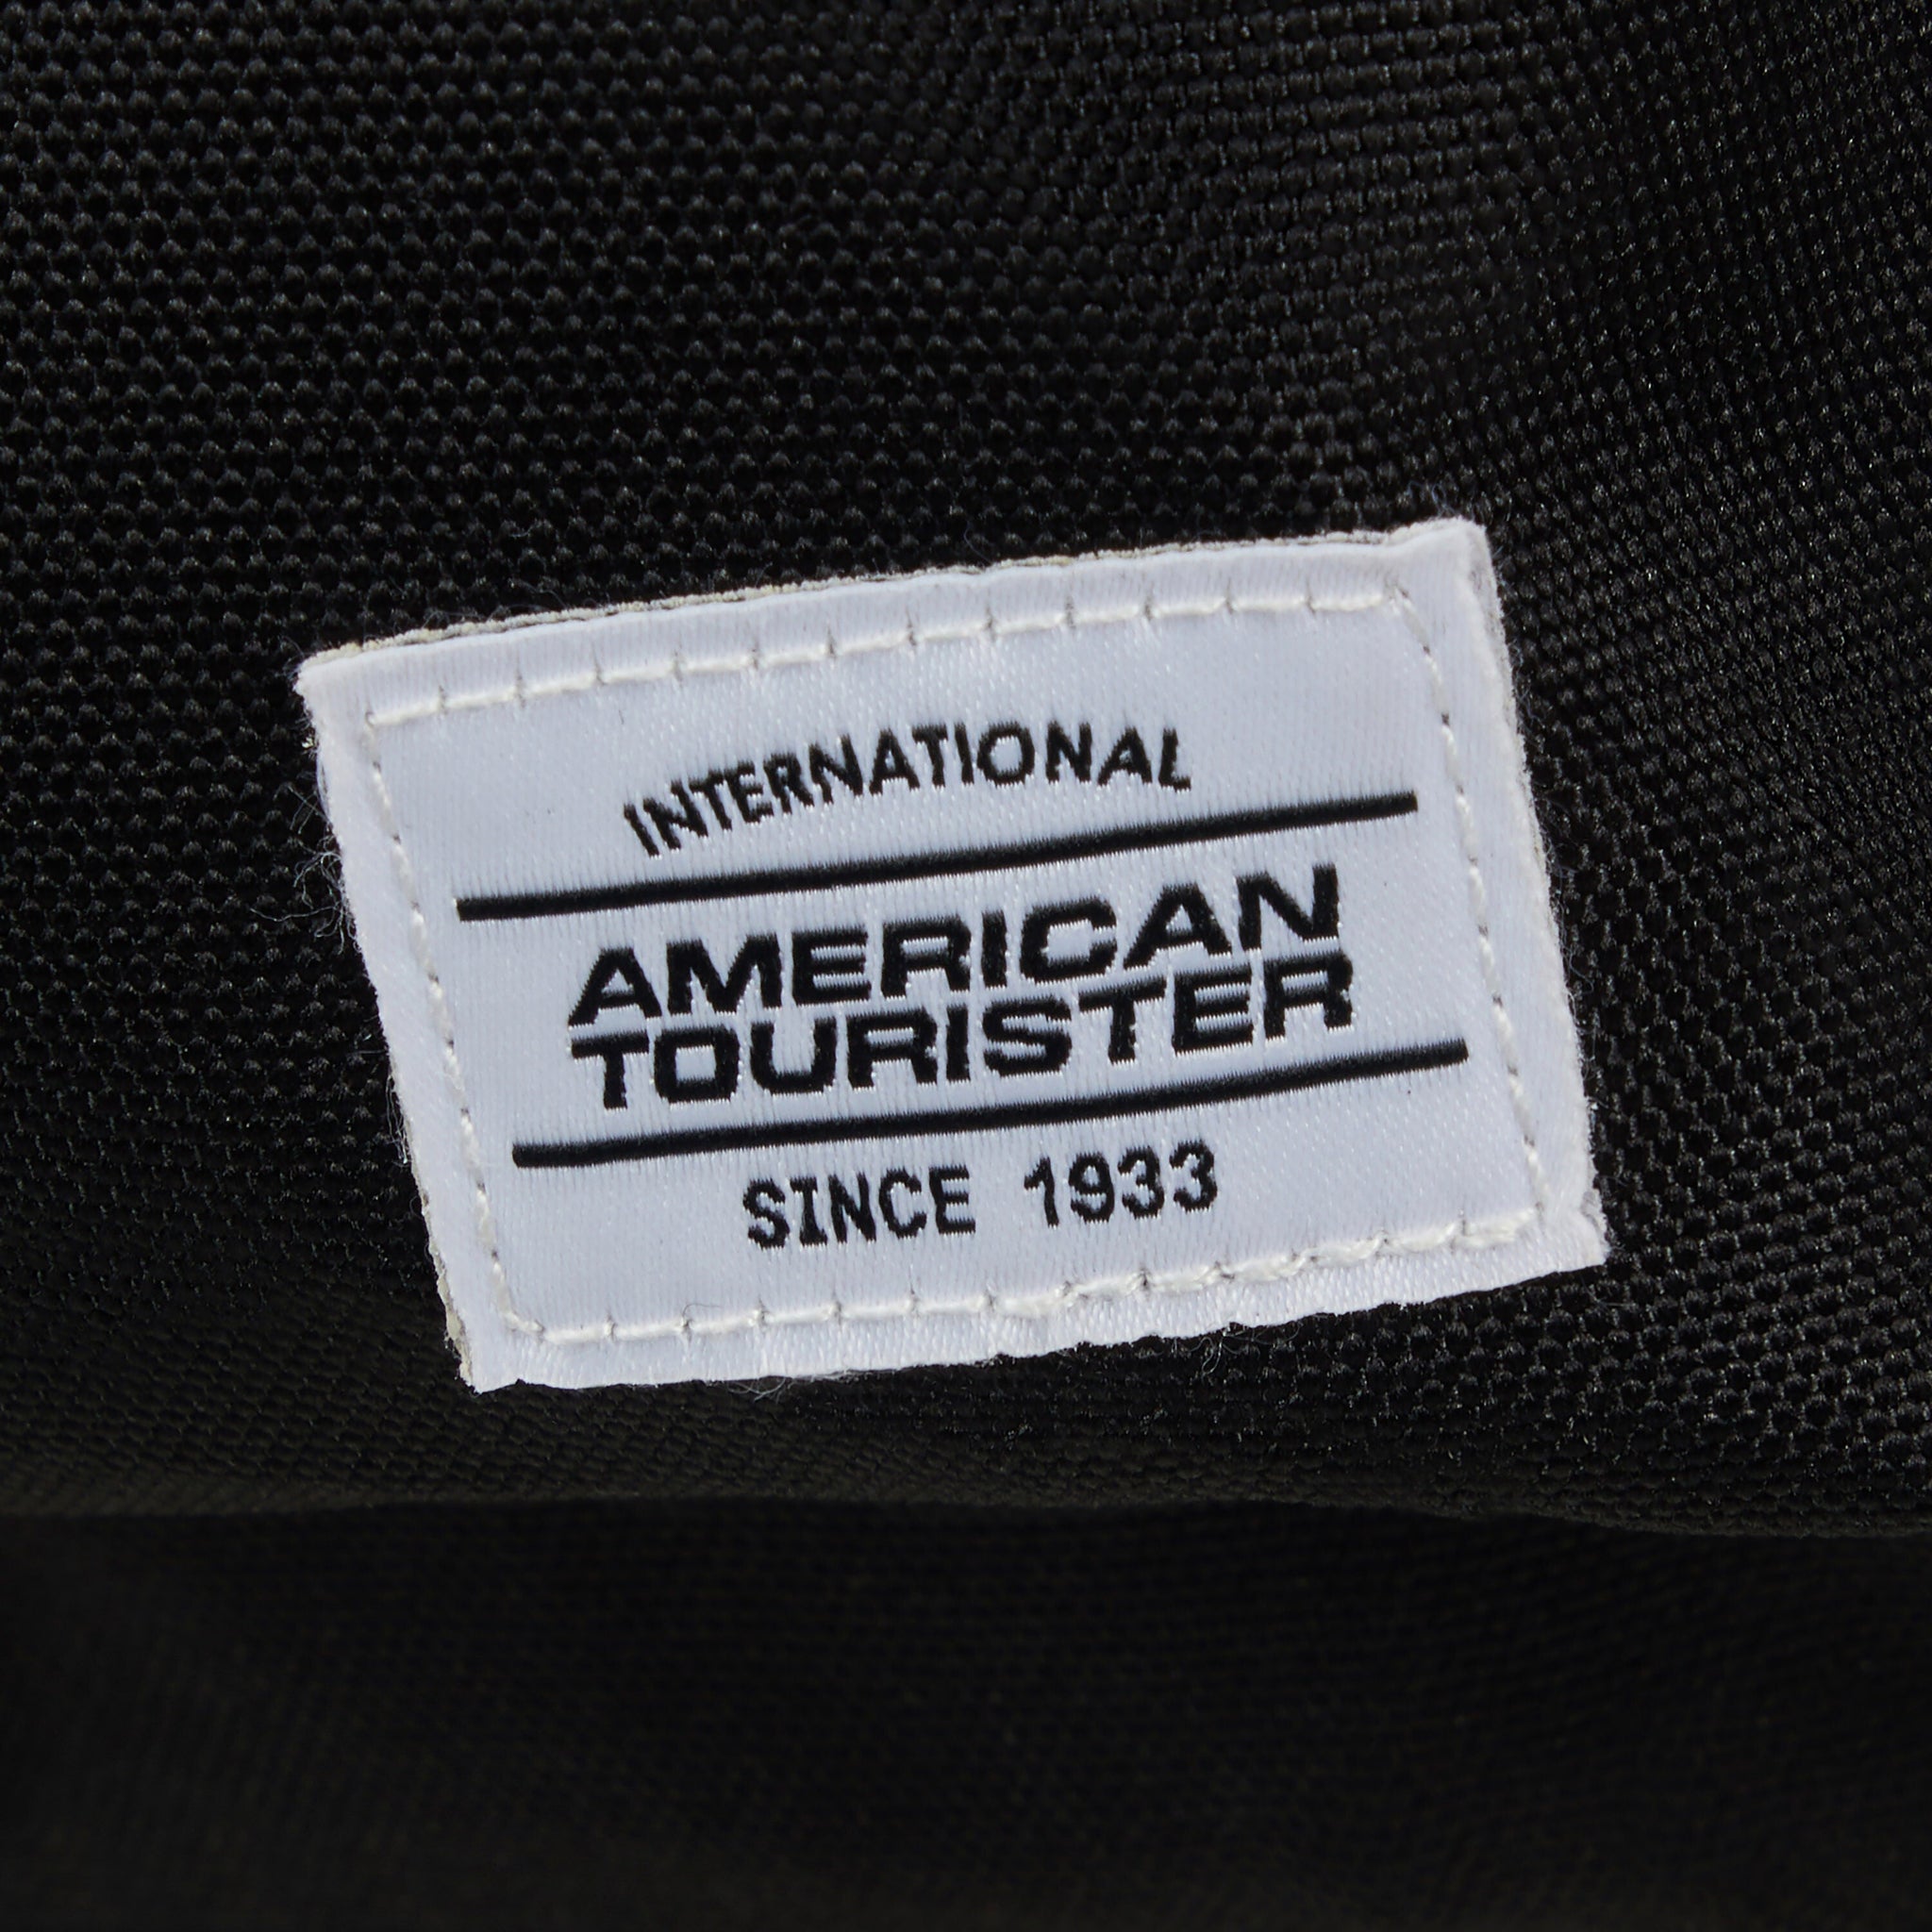 INTERNATIONAL
AMERICAN
TOURISTER
SINCE 1933